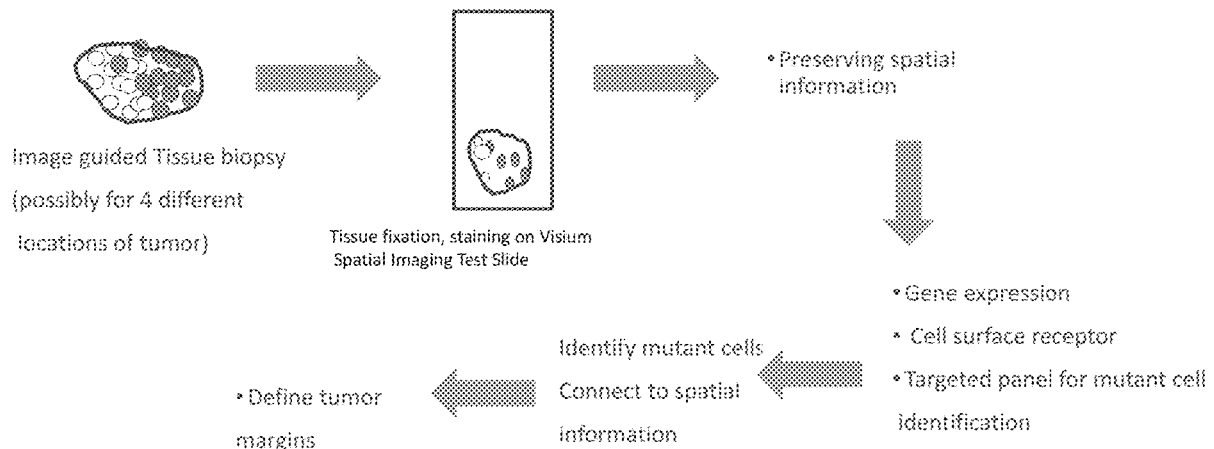 Image guided Tissue biopsy
(possibly for 4 different
locations of tumor)
Tissue fixation, staining on Visium
Spatial Imaging Test Slide
• Preserving spatial
information
• Gene expression
• Cell surface receptor
• Targeted panel for mutant cell
identification
Identify mutant cells
Connect to spatial
information
• Define tumor
margins